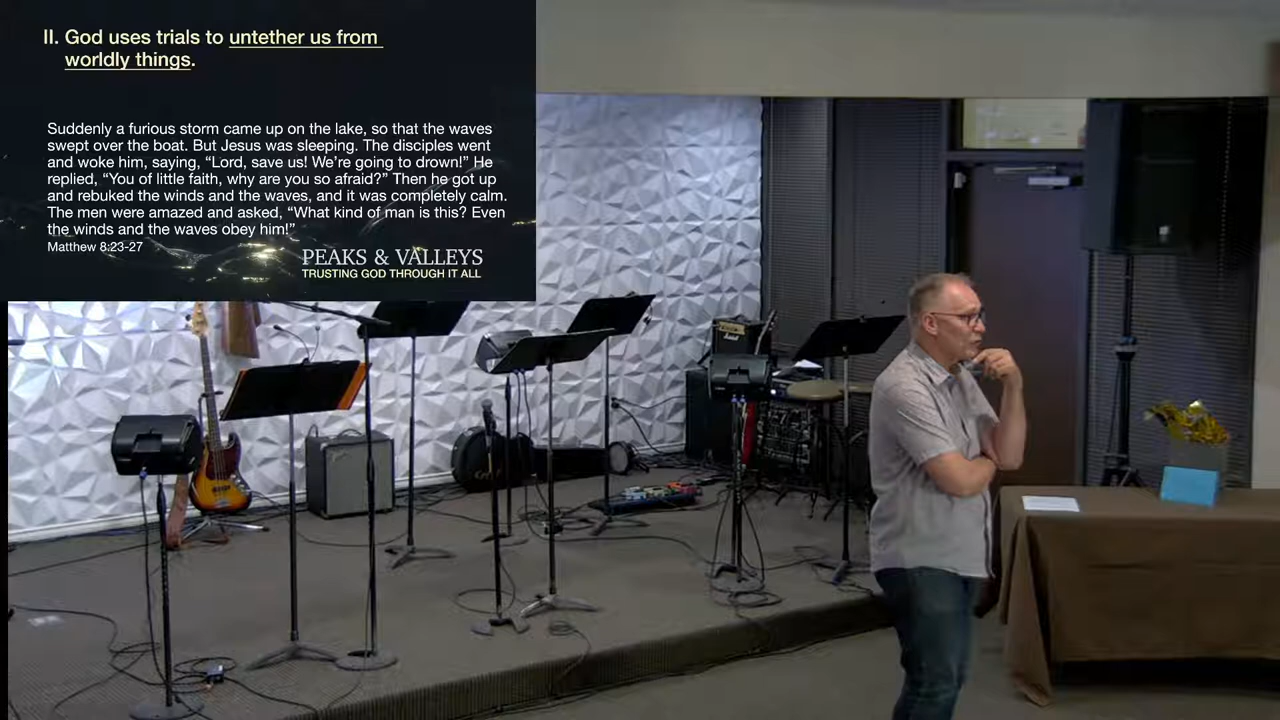 II. God uses trials to untether us from
worldly things.
Suddenly a furious storm came up on the lake, so that the waves
swept over the boat. But Jesus was sleeping. The disciples went
and woke him, saying, “Lord, save us! We’re going to drown!” He
replied, “You of little faith, why are you so afraid?” Then he got up
and rebuked the winds and the waves, and it was completely calm.
The men were amazed and asked, “What kind of man is this? Even
the winds and the waves obey him!”
Matthew 8:23-27
PEAKS & VALLEYS
TRUSTING GOD THROUGH IT ALL